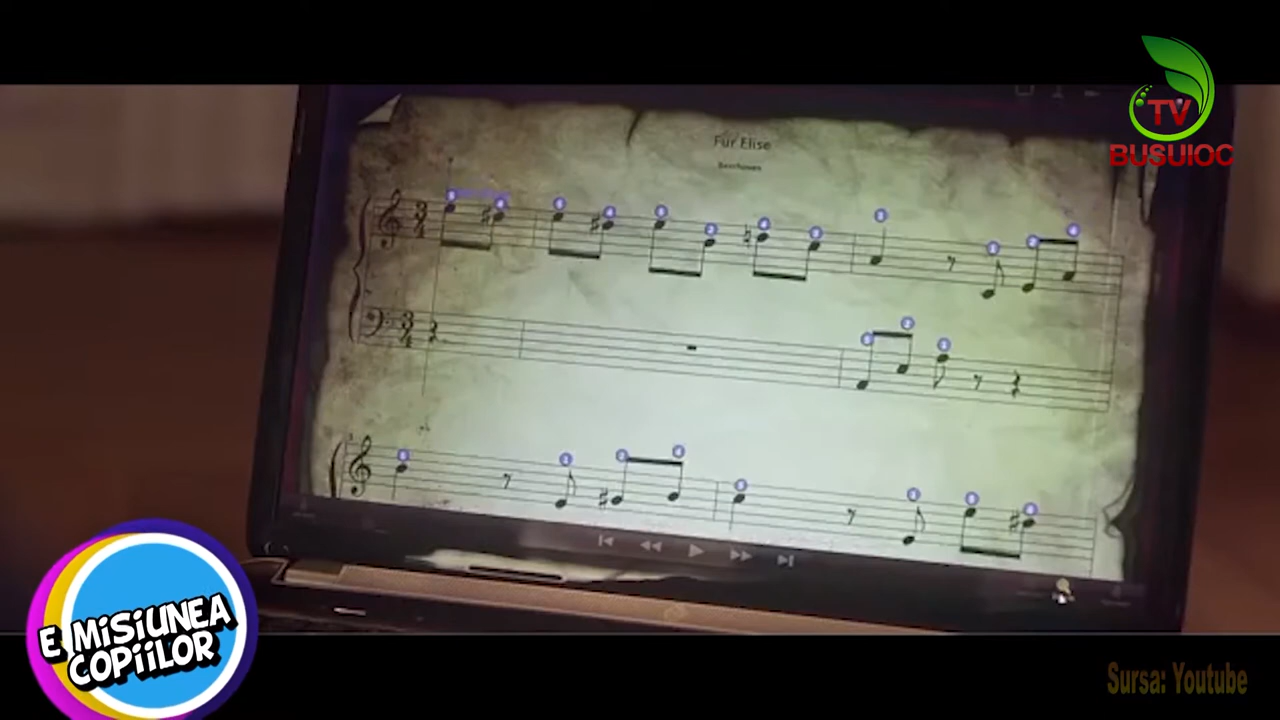 Für Elise
Beethoven
TV
BUSUIOC
E MiSiUNEA
COPiiLOR
Sursa: Youtube